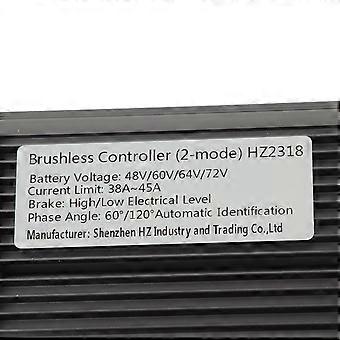 Brushless Controller (2-mode) HZ2318
Battery Voltage: 48V/60V/64V/72V
Current Limit: 38A~45A
Brake: High/Low Electrical Level
Phase Angle: 60°/120°Automatic Identification
Manufacturer: Shenzhen HZ Industry and Trading Co.,Ltd